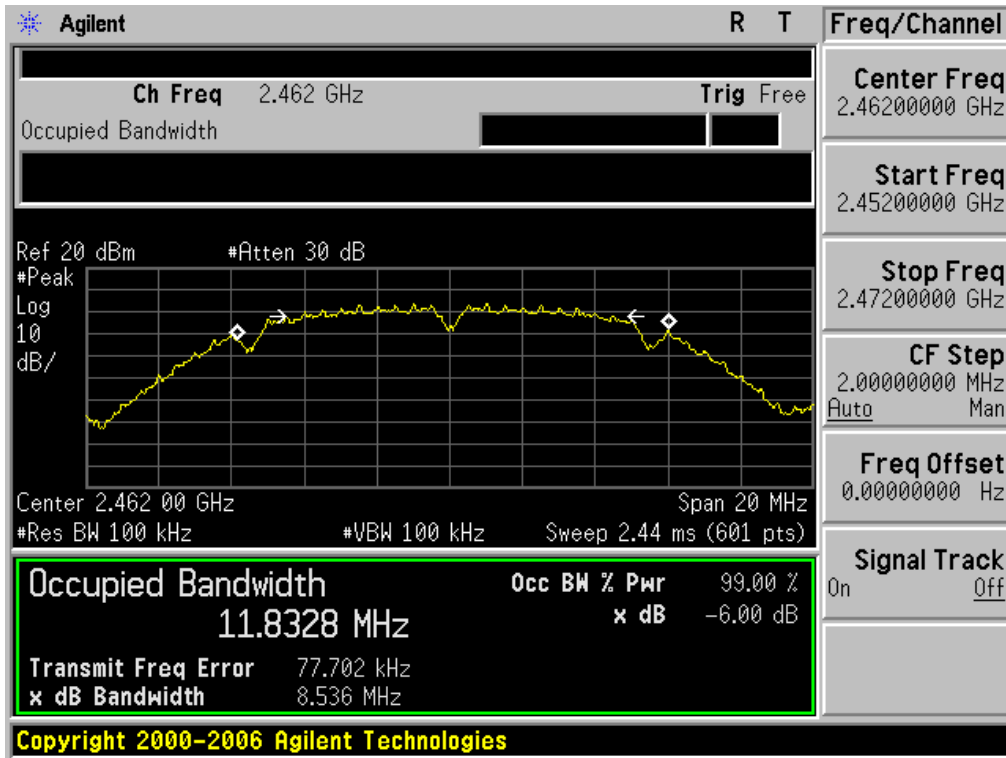 Agilent R T Freq/Channel
Ch Freq 2.462 GHz Trig Free
Occupied Bandwidth
Center Freq
2.46200000 GHz
Start Freq
2.45200000 GHz
Stop Freq
2.47200000 GHz
CF Step
2.00000000 MHz
Auto Man
Freq Offset
0.00000000 Hz
Signal Track
On Off
Ref 20 dBm #Atten 30 dB
#Peak
Log
10
dB/
Center 2.462 00 GHz Span 20 MHz
#Res BW 100 kHz #VBW 100 kHz Sweep 2.44 ms (601 pts)
Occupied Bandwidth Occ BW % Pwr 99.00 %
11.8328 MHz x dB -6.00 dB
Transmit Freq Error 77.702 kHz
x dB Bandwidth 8.536 MHz
Copyright 2000-2006 Agilent Technologies